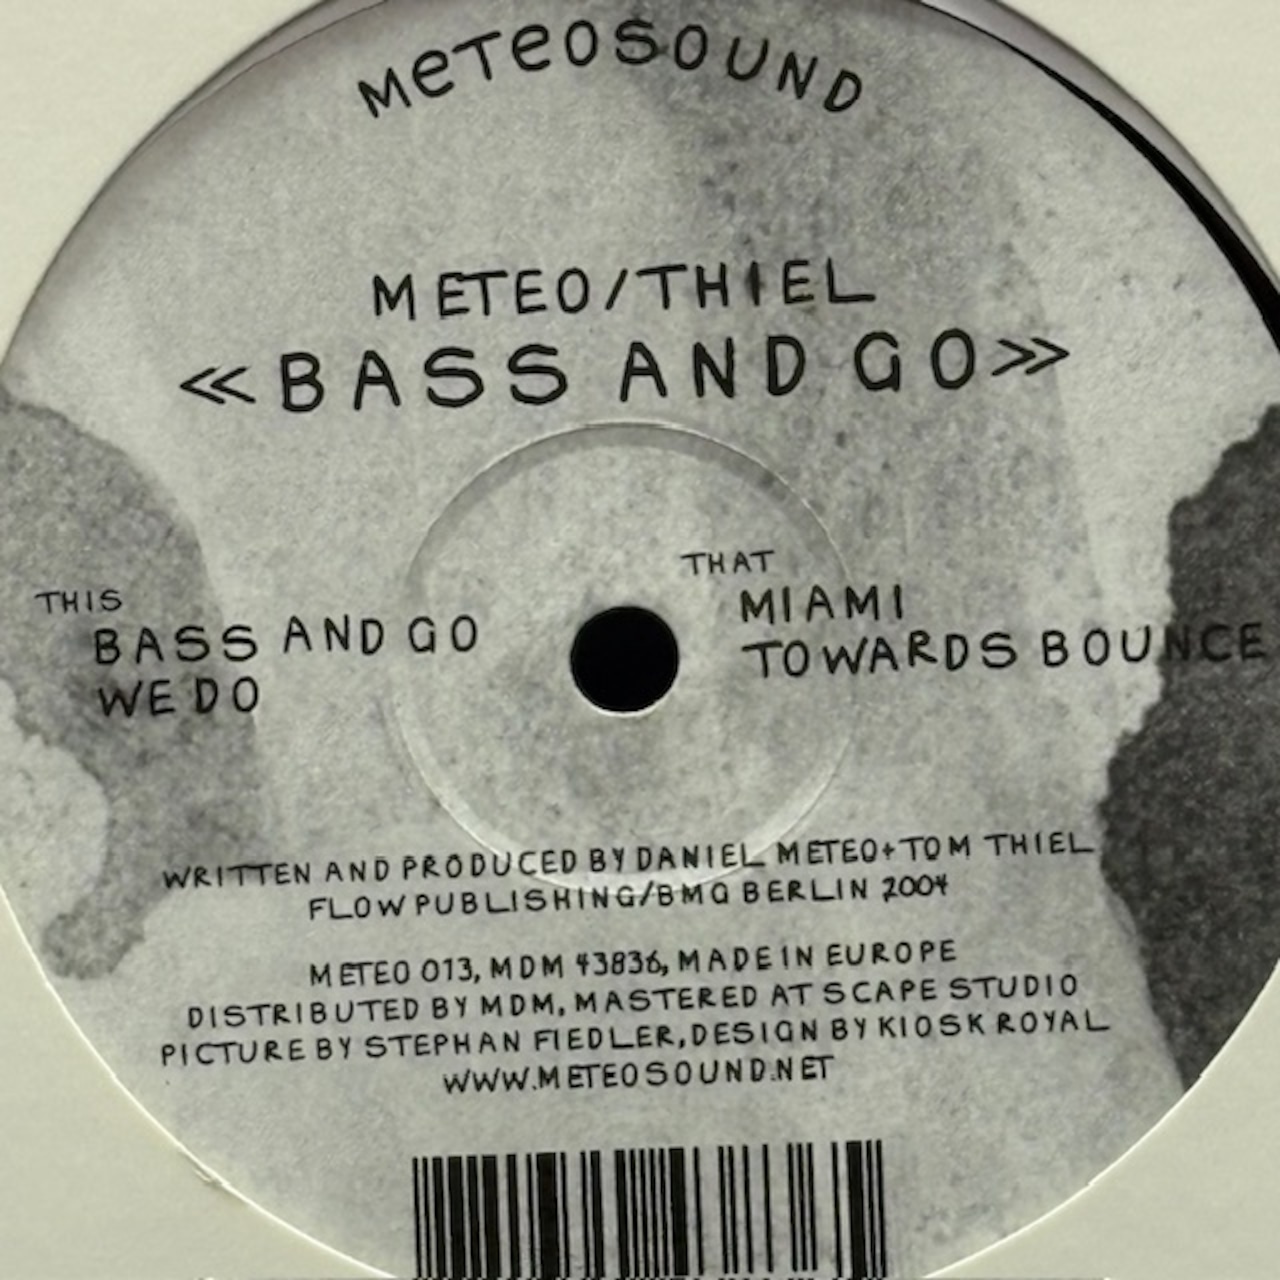 METEOSOUND
METEO/THIEL
«BASS AND GO»
THIS
BASS AND GO
WE DO
THAT
MIAMI
TOWARDS BOUNCE
WRITTEN AND PRODUCED BY DANIEL METEO+TOM THIEL
FLOW PUBLISHING/BMG BERLIN 2004
METEO 013, MDM 43836, MADE IN EUROPE
DISTRIBUTED BY MDM, MASTERED AT SCAPE STUDIO
PICTURE BY STEPHAN FIEDLER, DESIGN BY KIOSK ROYAL
WWW.METEOSOUND.NET